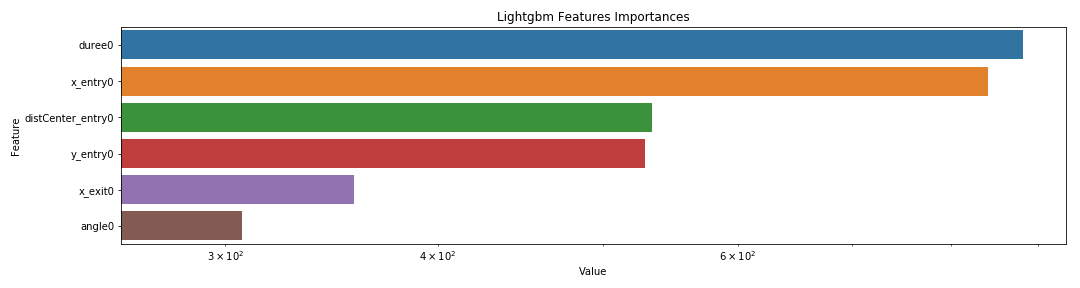 Lightgbm Features Importances
Feature
duree0
x_entry0
distCenter_entry0
y_entry0
x_exit0
angle0
3 × 10²
4 × 10²
6 × 10²
Value